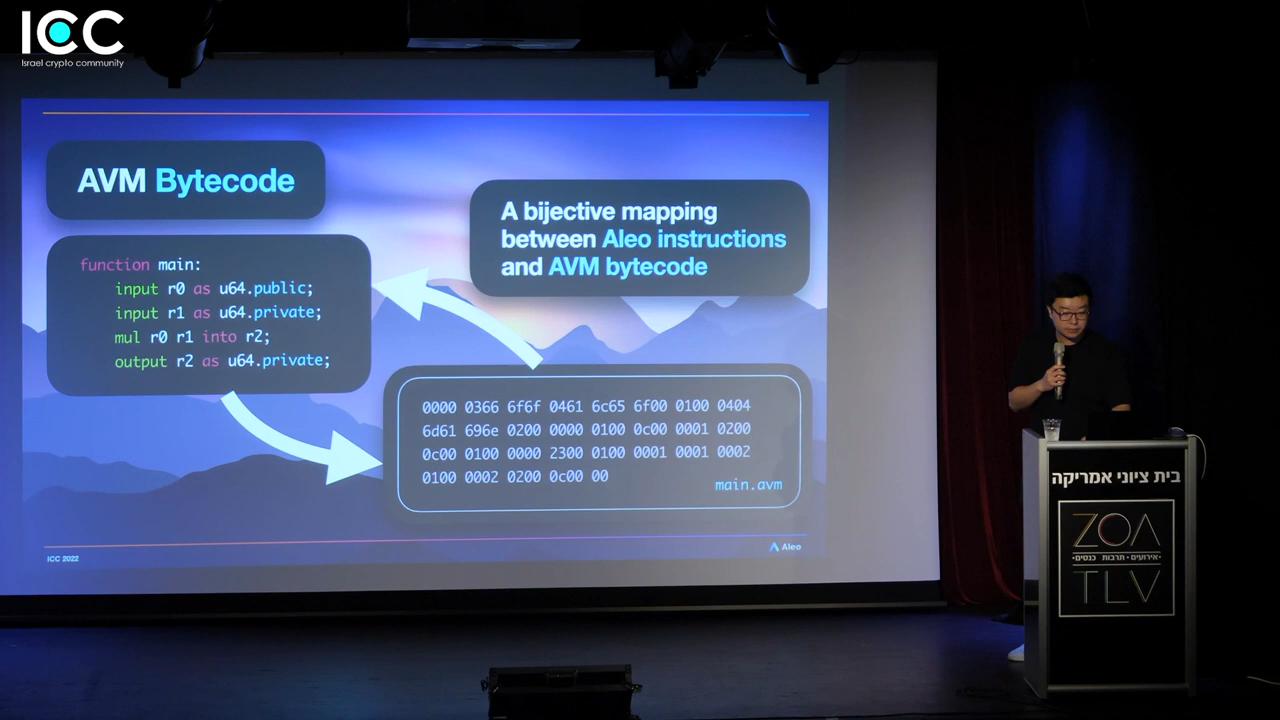 ICC
Israel crypto community
AVM Bytecode
function main:
input r0 as u64.public;
input r1 as u64.private;
mul r0 r1 into r2;
output r2 as u64.private;
A bijective mapping
between Aleo instructions
and AVM bytecode
0000 0366 6f6f 0461 6c65 6f00 0100 0404
6d61 696e 0200 0000 0100 0c00 0001 0200
0c00 0100 0000 2300 0100 0001 0001 0002
0100 0002 0200 0c00 00
main.avm
ICC 2022
Aleo
בית ציוני אמריקה
ZOA
•אירועים • תרבות כנסים•
TLV